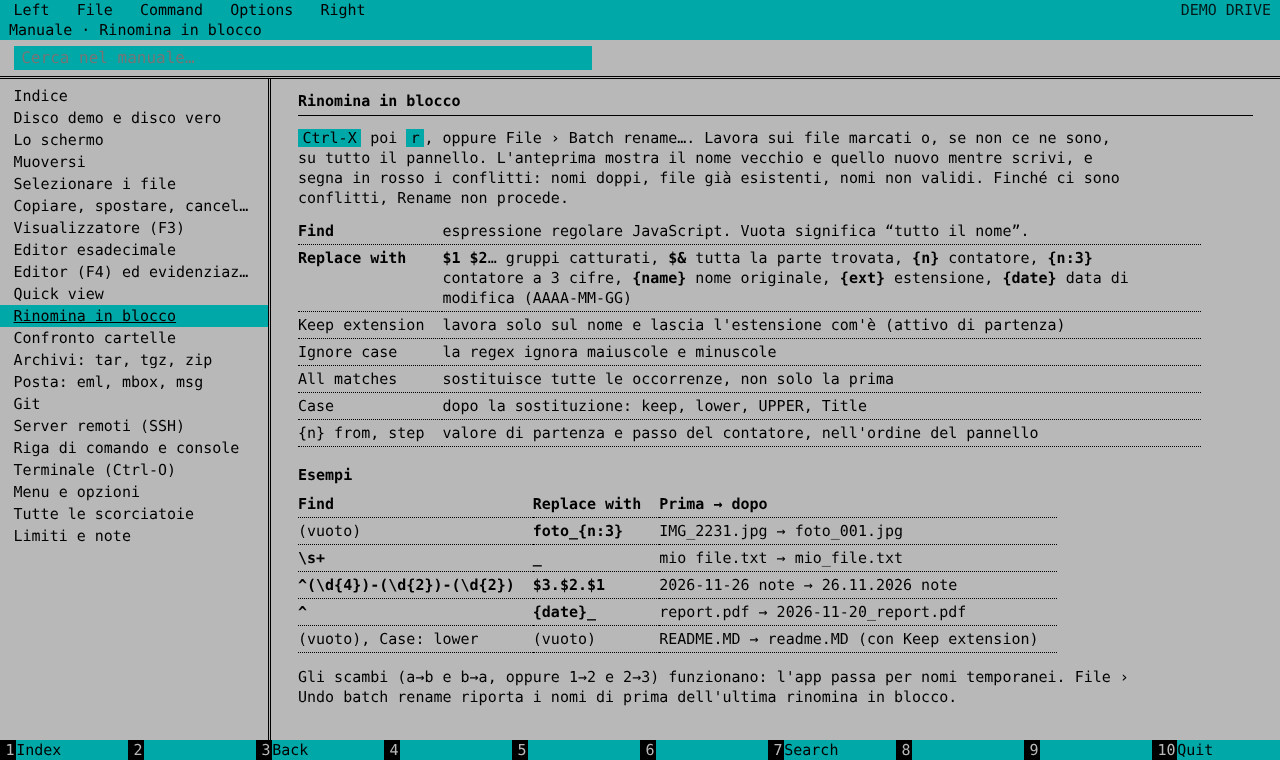 Left File Command Options Right DEMO DRIVE
Manuale · Rinomina in blocco
Cerca nel manuale…
Indice
Disco demo e disco vero
Lo schermo
Muoversi
Selezionare i file
Copiare, spostare, cancel…
Visualizzatore (F3)
Editor esadecimale
Editor (F4) ed evidenziaz…
Quick view
Rinomina in blocco
Confronto cartelle
Archivi: tar, tgz, zip
Posta: eml, mbox, msg
Git
Server remoti (SSH)
Riga di comando e console
Terminale (Ctrl-O)
Menu e opzioni
Tutte le scorciatoie
Limiti e note
Rinomina in blocco
Ctrl-X poi r, oppure File › Batch rename…. Lavora sui file marcati o, se non ce ne sono,
su tutto il pannello. L'anteprima mostra il nome vecchio e quello nuovo mentre scrivi, e
segna in rosso i conflitti: nomi doppi, file già esistenti, nomi non validi. Finché ci sono
conflitti, Rename non procede.
Find espressione regolare JavaScript. Vuota significa “tutto il nome”.
Replace with $1 $2… gruppi catturati, $& tutta la parte trovata, {n} contatore, {n:3}
contatore a 3 cifre, {name} nome originale, {ext} estensione, {date} data di
modifica (AAAA-MM-GG)
Keep extension lavora solo sul nome e lascia l'estensione com'è (attivo di partenza)
Ignore case la regex ignora maiuscole e minuscole
All matches sostituisce tutte le occorrenze, non solo la prima
Case dopo la sostituzione: keep, lower, UPPER, Title
{n} from, step valore di partenza e passo del contatore, nell'ordine del pannello
Esempi
Find Replace with Prima → dopo
(vuoto) foto_{n:3} IMG_2231.jpg → foto_001.jpg
\s+ _ mio file.txt → mio_file.txt
^(\d{4})-(\d{2})-(\d{2}) $3.$2.$1 2026-11-26 note → 26.11.2026 note
^ {date}_ report.pdf → 2026-11-20_report.pdf
(vuoto), Case: lower (vuoto) README.MD → readme.MD (con Keep extension)
Gli scambi (a→b e b→a, oppure 1→2 e 2→3) funzionano: l'app passa per nomi temporanei. File ›
Undo batch rename riporta i nomi di prima dell'ultima rinomina in blocco.
1Index 2 3Back 4 5 6 7Search 8 9 10Quit